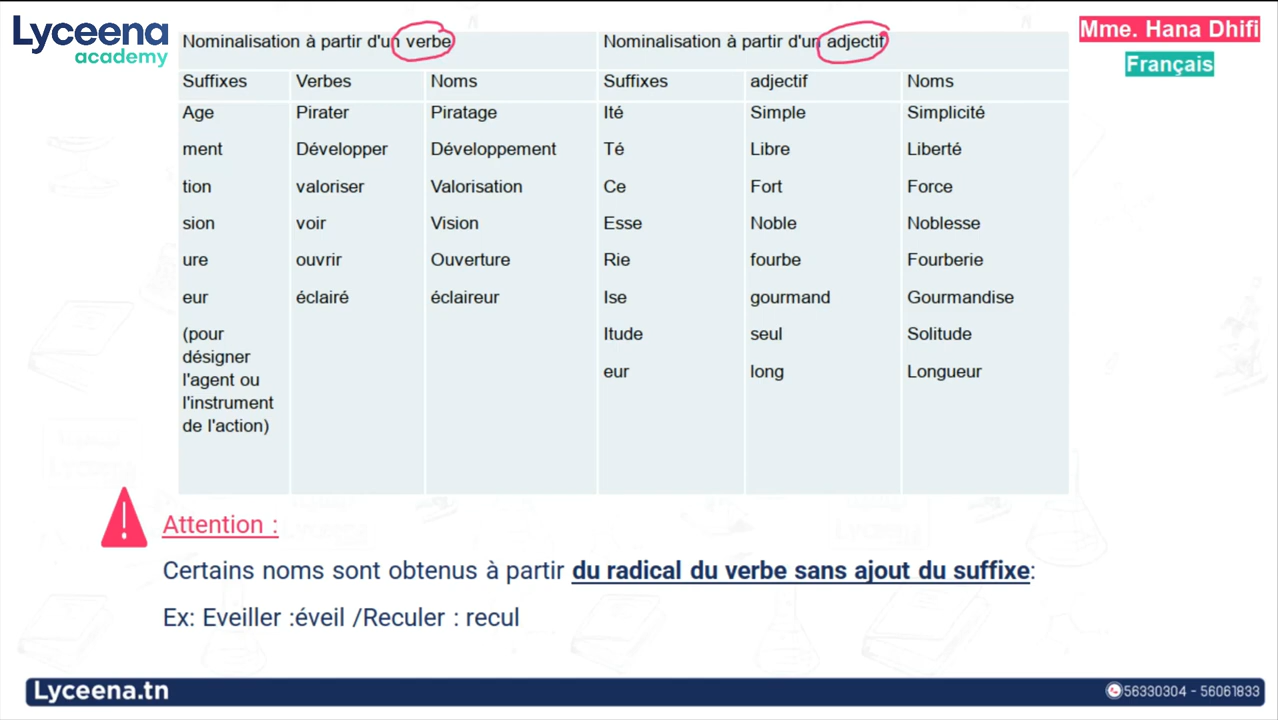 Lyceena
academy
Mme. Hana Dhifi
Français
Nominalisation à partir d'un verbe Nominalisation à partir d'un adjectif
Suffixes Verbes Noms Suffixes adjectif Noms
Age Pirater Piratage Ité Simple Simplicité
ment Développer Développement Té Libre Liberté
tion valoriser Valorisation Ce Fort Force
sion voir Vision Esse Noble Noblesse
ure ouvrir Ouverture Rie fourbe Fourberie
eur éclairé éclaireur Ise gourmand Gourmandise
(pour Itude seul Solitude
désigner
l'agent ou eur long Longueur
l'instrument
de l'action)
Attention :
Certains noms sont obtenus à partir du radical du verbe sans ajout du suffixe:
Ex: Eveiller :éveil /Reculer : recul
Lyceena.tn
56330304 - 56061833